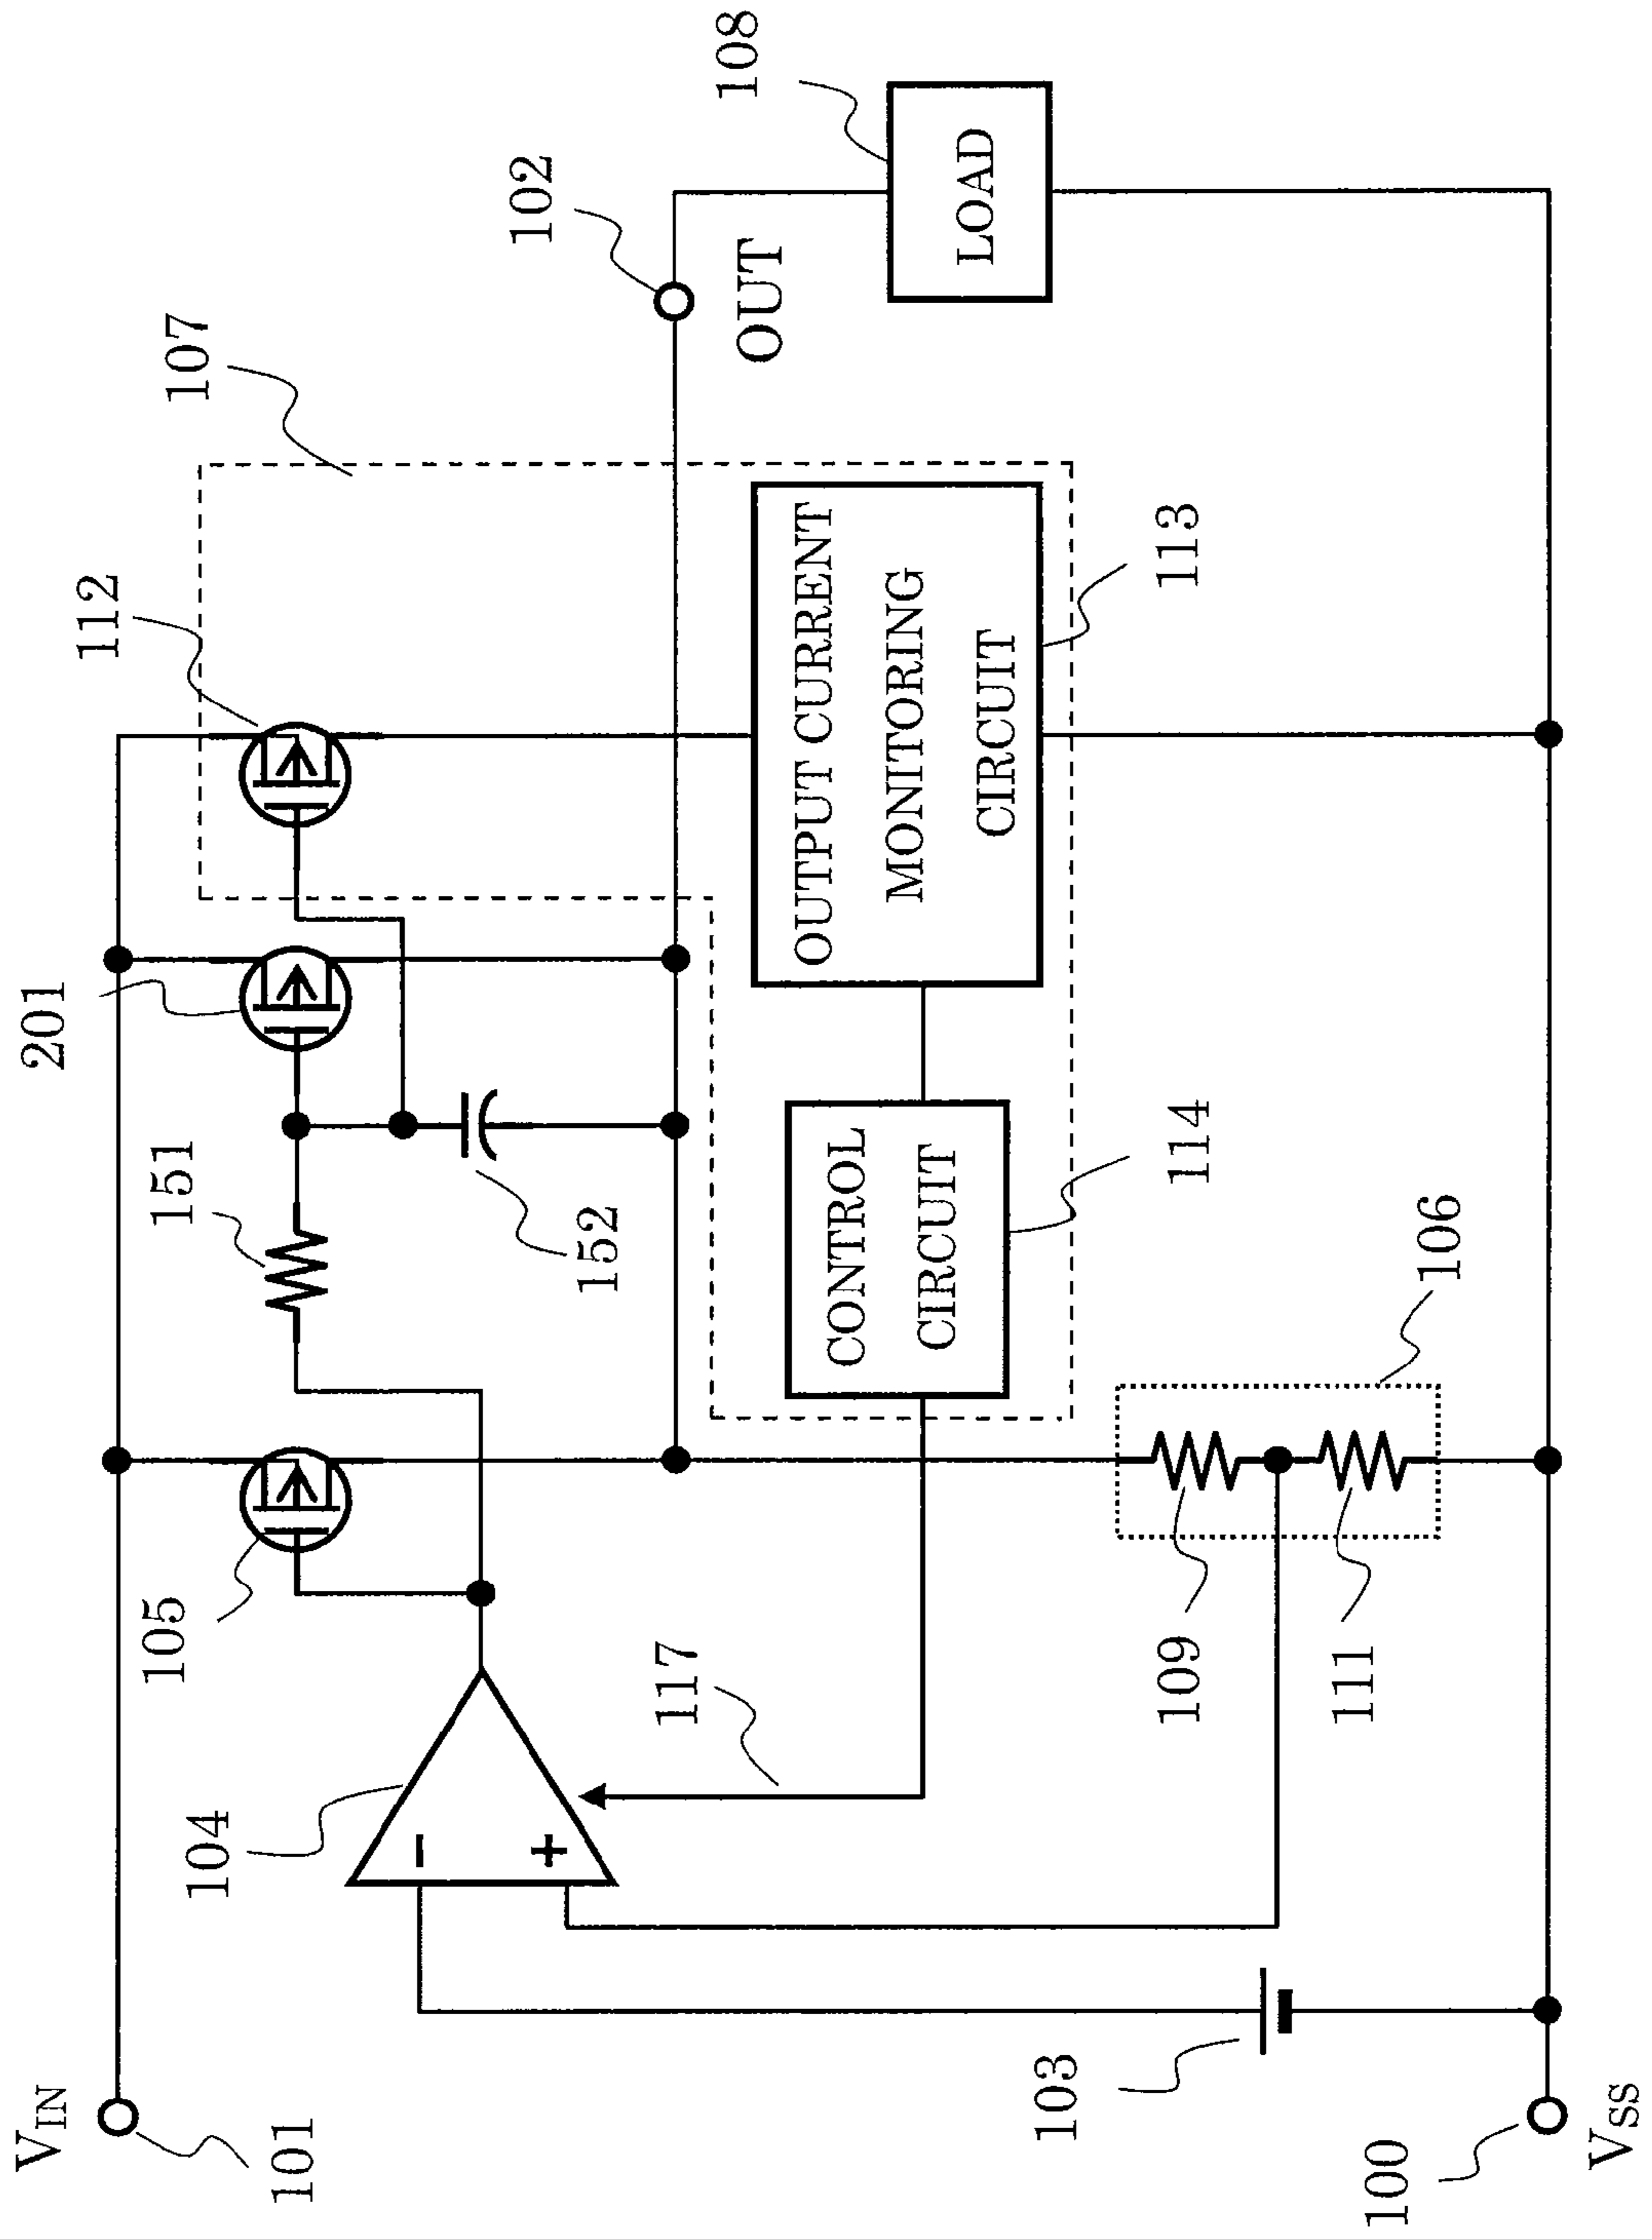 V_IN
101
104
105
151
201
112
107
102
OUT
108
LOAD
152
117
CONTROL
CIRCUIT
114
OUTPUT CURRENT
MONITORING
CIRCUIT
113
−
+
103
109
111
106
100
V_SS